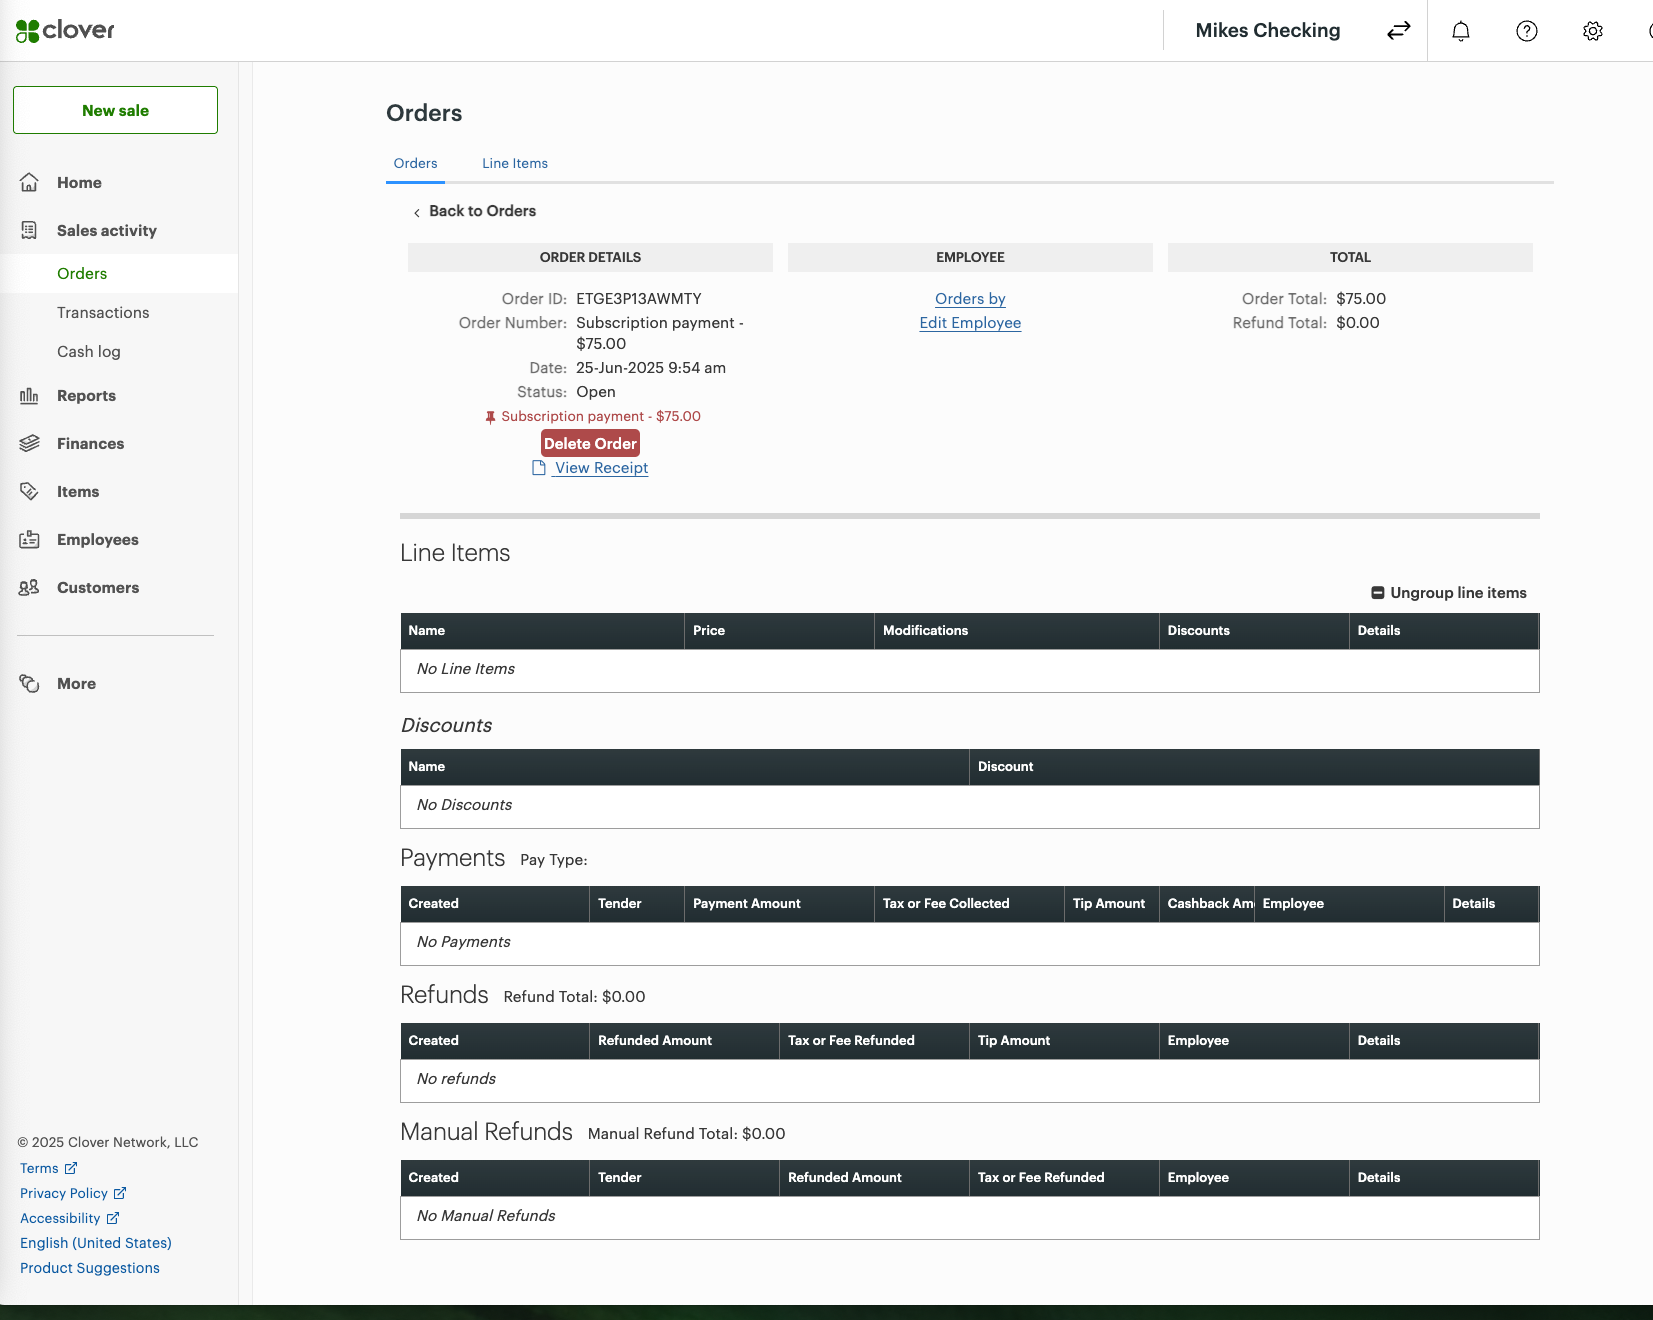 clover
Mikes Checking
New sale
Home
Sales activity
Orders
Transactions
Cash log
Reports
Finances
Items
Employees
Customers
More
© 2025 Clover Network, LLC
Terms
Privacy Policy
Accessibility
English (United States)
Product Suggestions
Orders
Orders Line Items
Back to Orders
ORDER DETAILS
Order ID: ETGE3P13AWMTY
Order Number: Subscription payment -
$75.00
Date: 25-Jun-2025 9:54 am
Status: Open
Subscription payment - $75.00
Delete Order
View Receipt
EMPLOYEE
Orders by
Edit Employee
TOTAL
Order Total: $75.00
Refund Total: $0.00
Line Items
Ungroup line items
Name Price Modifications Discounts Details
No Line Items
Discounts
Name Discount
No Discounts
Payments Pay Type:
Created Tender Payment Amount Tax or Fee Collected Tip Amount Cashback Am Employee Details
No Payments
Refunds Refund Total: $0.00
Created Refunded Amount Tax or Fee Refunded Tip Amount Employee Details
No refunds
Manual Refunds Manual Refund Total: $0.00
Created Tender Refunded Amount Tax or Fee Refunded Employee Details
No Manual Refunds